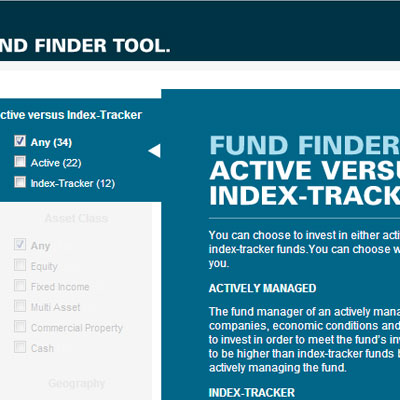 ND FINDER TOOL.
ctive versus Index-Tracker
Any (34)
Active (22)
Index-Tracker (12)
Asset Class
Any
Equity
Fixed Income
Multi Asset
Commercial Property
Cash
Geography
FUND FINDER
ACTIVE VERSU
INDEX-TRACK
You can choose to invest in either acti
index-tracker funds.You can choose w
you.
ACTIVELY MANAGED
The fund manager of an actively mana
companies, economic conditions and
to invest in order to meet the fund's in
to be higher than index-tracker funds b
actively managing the fund.
INDEX-TRACKER